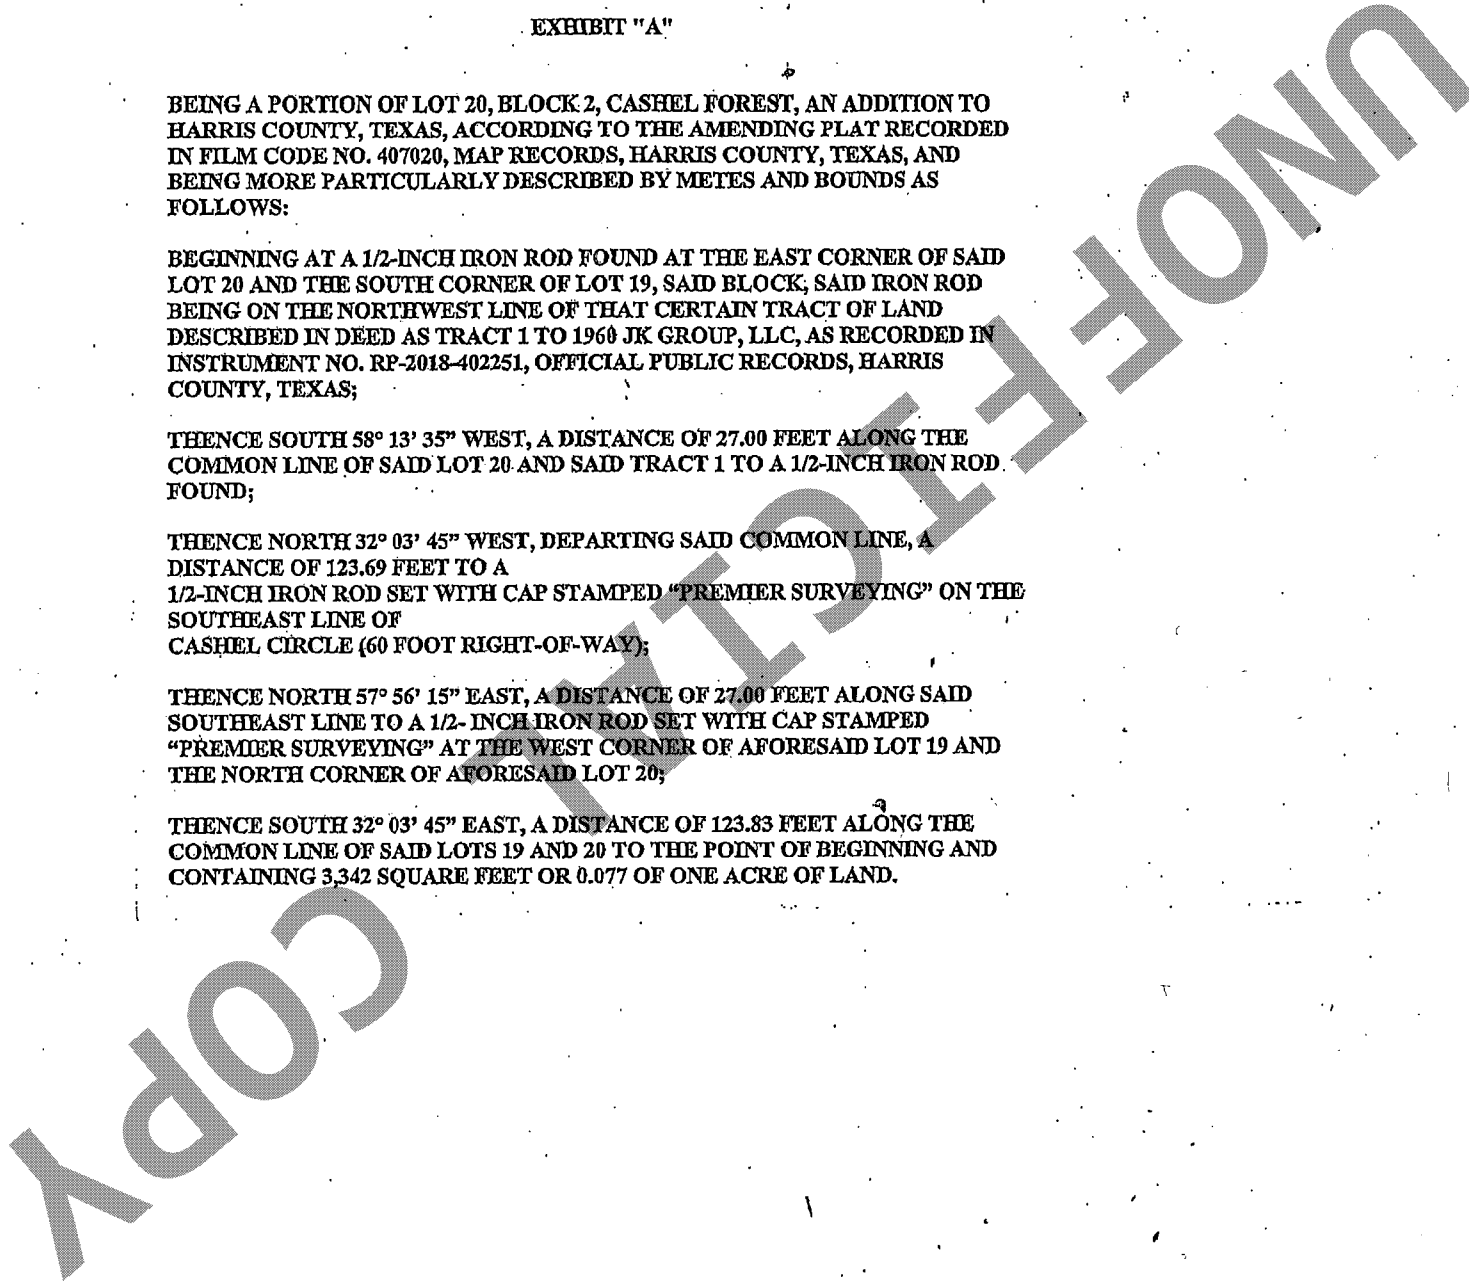 EXHIBIT "A"
BEING A PORTION OF LOT 20, BLOCK 2, CASHEL FOREST, AN ADDITION TO
HARRIS COUNTY, TEXAS, ACCORDING TO THE AMENDING PLAT RECORDED
IN FILM CODE NO. 407020, MAP RECORDS, HARRIS COUNTY, TEXAS, AND
BEING MORE PARTICULARLY DESCRIBED BY METES AND BOUNDS AS
FOLLOWS:
BEGINNING AT A 1/2-INCH IRON ROD FOUND AT THE EAST CORNER OF SAID
LOT 20 AND THE SOUTH CORNER OF LOT 19, SAID BLOCK; SAID IRON ROD
BEING ON THE NORTHWEST LINE OF THAT CERTAIN TRACT OF LAND
DESCRIBED IN DEED AS TRACT 1 TO 1960 JK GROUP, LLC, AS RECORDED IN
INSTRUMENT NO. RP-2018-402251, OFFICIAL PUBLIC RECORDS, HARRIS
COUNTY, TEXAS;
THENCE SOUTH 58° 13' 35” WEST, A DISTANCE OF 27.00 FEET ALONG THE
COMMON LINE OF SAID LOT 20 AND SAID TRACT 1 TO A 1/2-INCH IRON ROD
FOUND;
THENCE NORTH 32° 03' 45” WEST, DEPARTING SAID COMMON LINE, A
DISTANCE OF 123.69 FEET TO A
1/2-INCH IRON ROD SET WITH CAP STAMPED “PREMIER SURVEYING” ON THE
SOUTHEAST LINE OF
CASHEL CIRCLE (60 FOOT RIGHT-OF-WAY);
THENCE NORTH 57° 56' 15” EAST, A DISTANCE OF 27.00 FEET ALONG SAID
SOUTHEAST LINE TO A 1/2- INCH IRON ROD SET WITH CAP STAMPED
“PREMIER SURVEYING” AT THE WEST CORNER OF AFORESAID LOT 19 AND
THE NORTH CORNER OF AFORESAID LOT 20;
THENCE SOUTH 32° 03' 45” EAST, A DISTANCE OF 123.83 FEET ALONG THE
COMMON LINE OF SAID LOTS 19 AND 20 TO THE POINT OF BEGINNING AND
CONTAINING 3,342 SQUARE FEET OR 0.077 OF ONE ACRE OF LAND.
UNOFFICIAL COPY